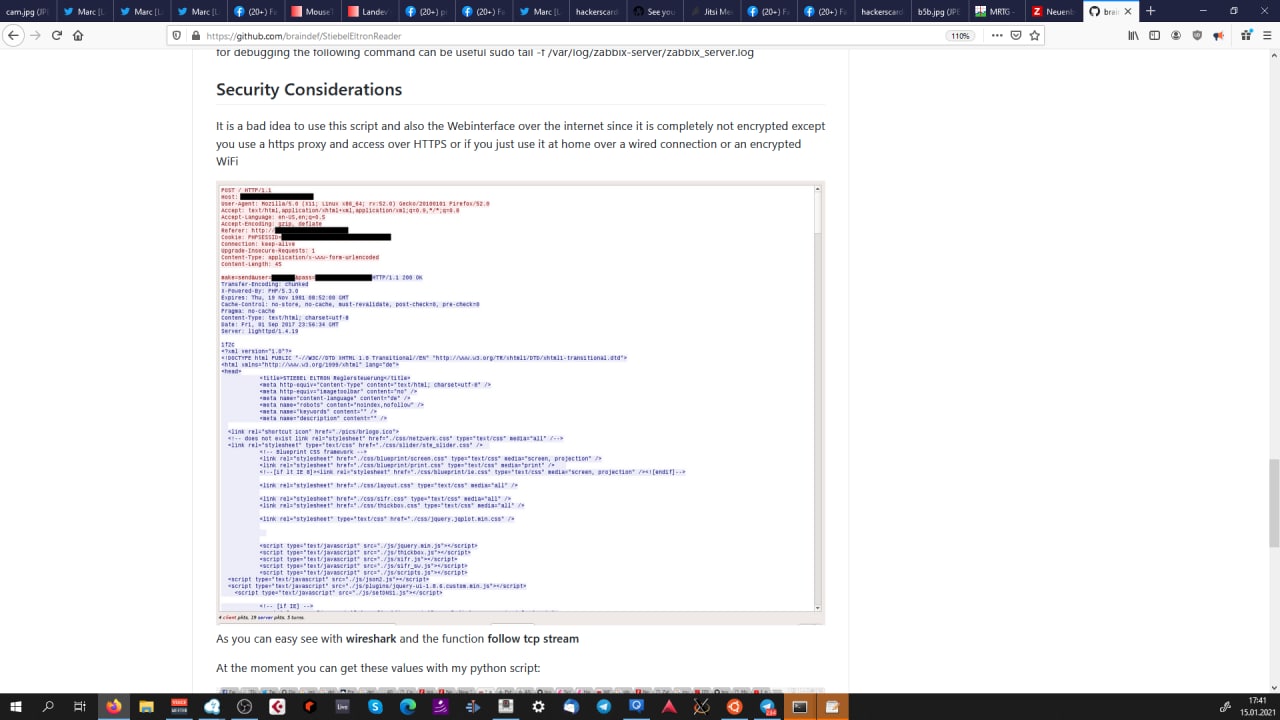 cam.jpg (JPE
Marc [L
Marc [L
Marc [L
(20+) Fa
MouseT
Landev
(20+) p
(20+) Fa
Marc [L
hackerscard
See you
Jitsi Me
(20+) Fa
(20+) Fa
hackerscard
b5b.jpg (JPE
MRTG -
Neuenb
brain
https://github.com/braindef/StiebelEltronReader
110%
for debugging the following command can be useful sudo tail -f /var/log/zabbix-server/zabbix_server.log
Security Considerations
It is a bad idea to use this script and also the Webinterface over the internet since it is completely not encrypted except
you use a https proxy and access over HTTPS or if you just use it at home over a wired connection or an encrypted
WiFi
POST / HTTP/1.1
Host:
User-Agent: Mozilla/5.0 (X11; Linux x86_64; rv:52.0) Gecko/20100101 Firefox/52.0
Accept: text/html,application/xhtml+xml,application/xml;q=0.9,*/*;q=0.8
Accept-Language: en-US,en;q=0.5
Accept-Encoding: gzip, deflate
Referer: http://
Cookie: PHPSESSID=
Connection: keep-alive
Upgrade-Insecure-Requests: 1
Content-Type: application/x-www-form-urlencoded
Content-Length: 45
make=send&user= &pass= HTTP/1.1 200 OK
Transfer-Encoding: chunked
X-Powered-By: PHP/5.3.0
Expires: Thu, 19 Nov 1981 08:52:00 GMT
Cache-Control: no-store, no-cache, must-revalidate, post-check=0, pre-check=0
Pragma: no-cache
Content-Type: text/html; charset=utf-8
Date: Fri, 01 Sep 2017 23:56:34 GMT
Server: lighttpd/1.4.19
1f2c
<?xml version="1.0"?>
<!DOCTYPE html PUBLIC "-//W3C//DTD XHTML 1.0 Transitional//EN" "http://www.w3.org/TR/xhtml1/DTD/xhtml1-transitional.dtd">
<html xmlns="http://www.w3.org/1999/xhtml" lang="de">
<head>
<title>STIEBEL ELTRON Reglersteuerung</title>
<meta http-equiv="Content-Type" content="text/html; charset=utf-8" />
<meta http-equiv="imagetoolbar" content="no" />
<meta name="content-language" content="de" />
<meta name="robots" content="noindex,nofollow" />
<meta name="keywords" content="" />
<meta name="description" content="" />
<link rel="shortcut icon" href="./pics/brlogo.ico">
<!-- does not exist link rel="stylesheet" href="./css/netzwerk.css" type="text/css" media="all" /-->
<link rel="stylesheet" type="text/css" href="./css/slider/ste_slider.css" />
<!-- Blueprint CSS framework -->
<link rel="stylesheet" href="./css/blueprint/screen.css" type="text/css" media="screen, projection" />
<link rel="stylesheet" href="./css/blueprint/print.css" type="text/css" media="print" />
<!--[if lt IE 8]><link rel="stylesheet" href="./css/blueprint/ie.css" type="text/css" media="screen, projection" /><![endif]-->
<link rel="stylesheet" href="./css/layout.css" type="text/css" media="all" />
<link rel="stylesheet" href="./css/sifr.css" type="text/css" media="all" />
<link rel="stylesheet" href="./css/thickbox.css" type="text/css" media="all" />
<link rel="stylesheet" type="text/css" href="./css/jquery.jqplot.min.css" />
<script type="text/javascript" src="./js/jquery.min.js"></script>
<script type="text/javascript" src="./js/thickbox.js"></script>
<script type="text/javascript" src="./js/sifr.js"></script>
<script type="text/javascript" src="./js/sifr_sw.js"></script>
<script type="text/javascript" src="./js/scripts.js"></script>
<script type="text/javascript" src="./js/json2.js"></script>
<script type="text/javascript" src="./js/plugins/jquery-ui-1.8.6.custom.min.js"></script>
<script type="text/javascript" src="./js/setDNS1.js"></script>
<!-- [if IE] -->
4 client pkts, 19 server pkts, 3 turns.
As you can easy see with wireshark and the function follow tcp stream
At the moment you can get these values with my python script:
Live
17:41
15.01.2021